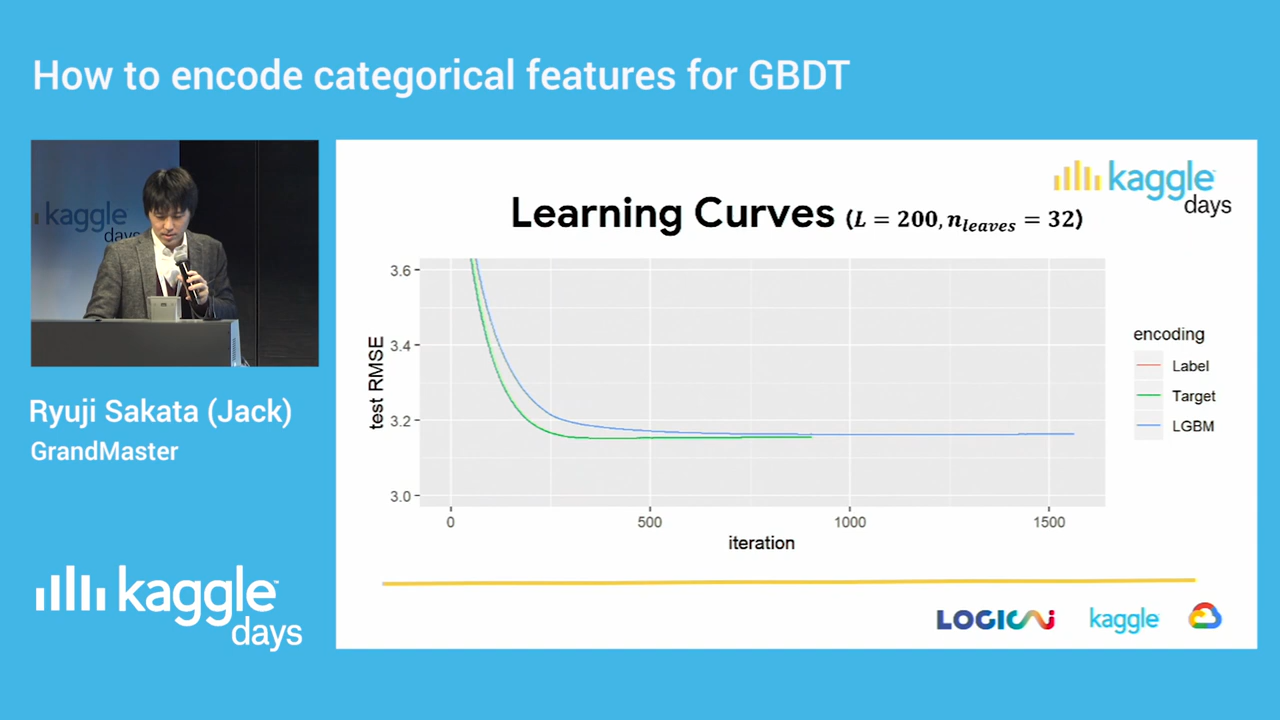 How to encode categorical features for GBDT
kaggle
days
Ryuji Sakata (Jack)
GrandMaster
kaggle
days
kaggle
days
Learning Curves (L = 200, n_leaves = 32)
test RMSE
3.6
3.4
3.2
3.0
0 500 1000 1500
iteration
encoding
Label
Target
LGBM
LOGICAI
kaggle